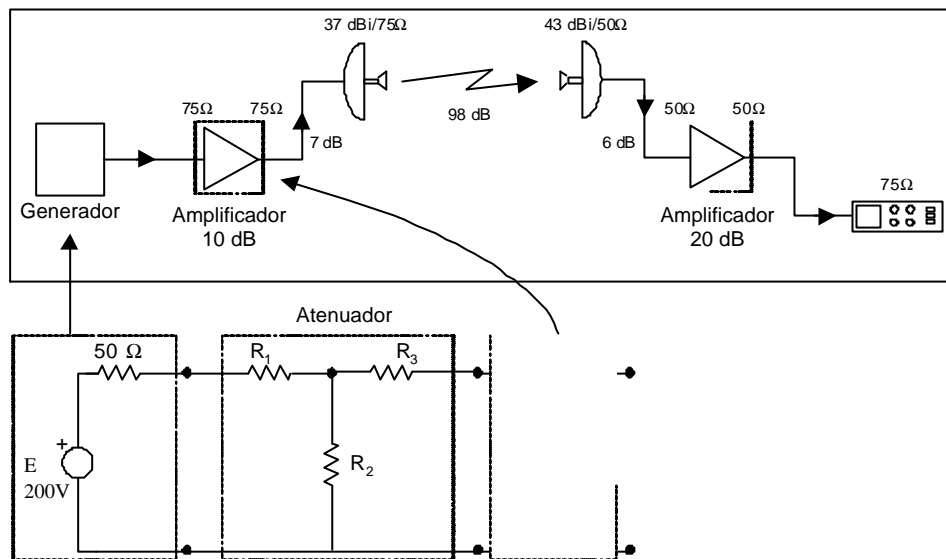 37 dBi/75Ω
43 dBi/50Ω
75Ω
75Ω
7 dB
98 dB
6 dB
50Ω
50Ω
75Ω
Generador
Amplificador
10 dB
Amplificador
20 dB
Atenuador
50 Ω
R1
R3
R2
+
E
200V